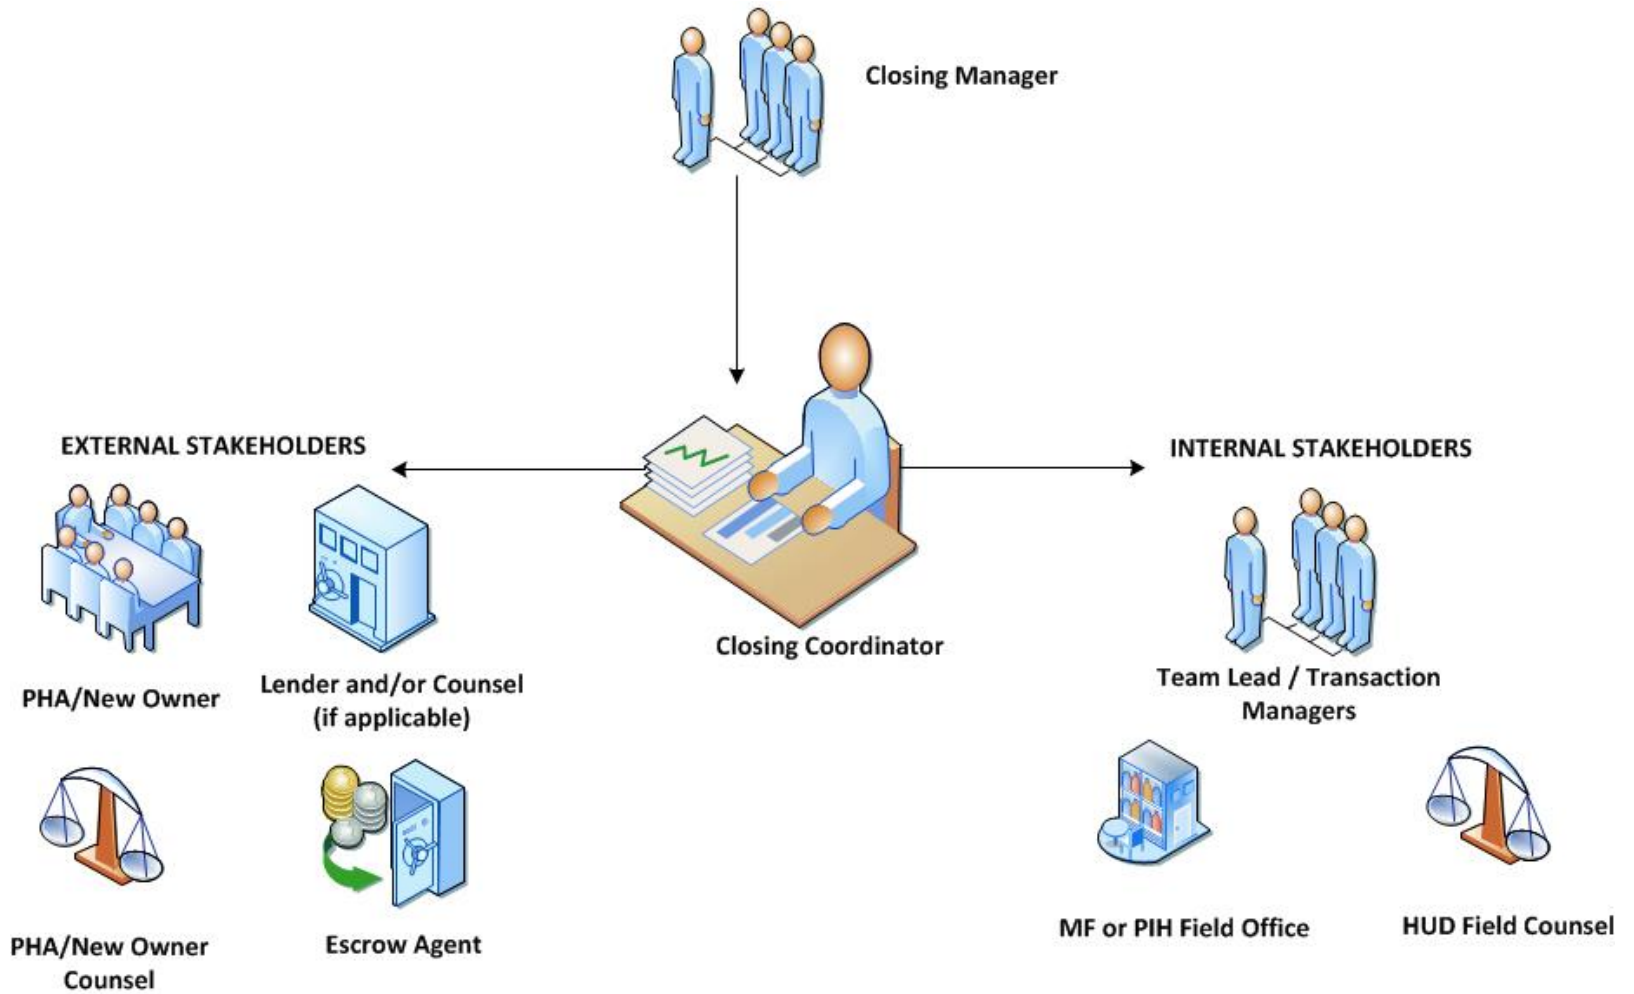 Closing Manager
EXTERNAL STAKEHOLDERS
INTERNAL STAKEHOLDERS
Closing Coordinator
PHA/New Owner
Lender and/or Counsel
(if applicable)
Team Lead / Transaction
Managers
PHA/New Owner
Counsel
Escrow Agent
MF or PIH Field Office
HUD Field Counsel